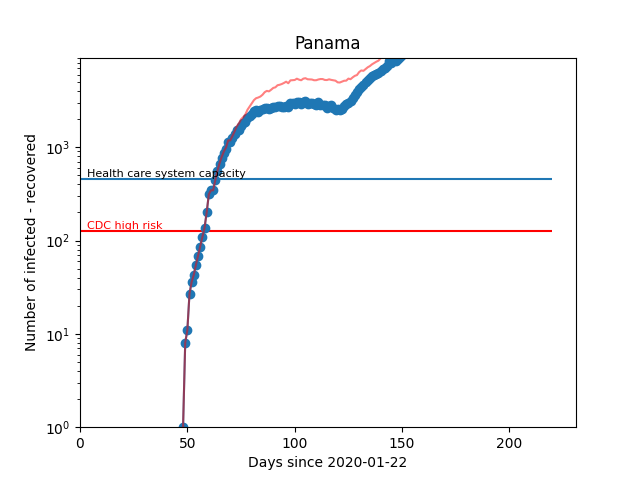 Panama
Number of infected - recovered
10³
10²
10¹
10⁰
Health care system capacity
CDC high risk
0 50 100 150 200
Days since 2020-01-22